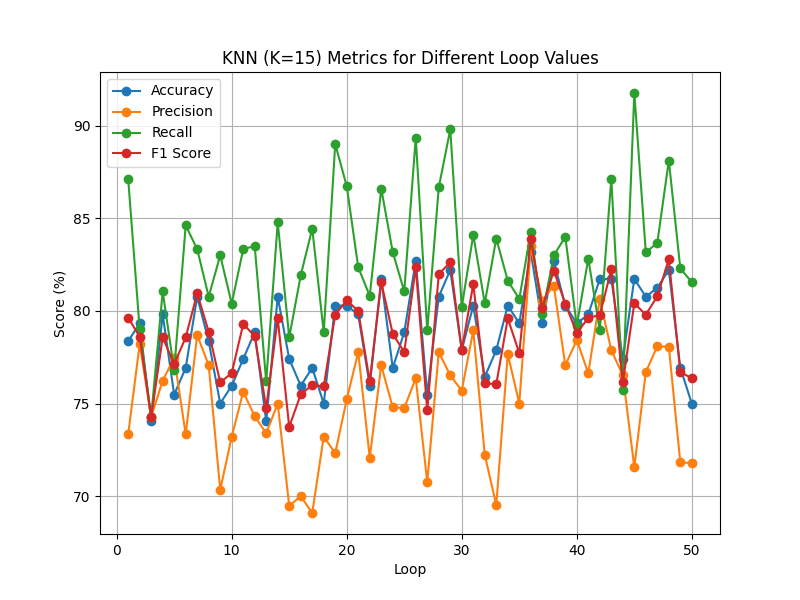 KNN (K=15) Metrics for Different Loop Values
Accuracy
Precision
Recall
F1 Score
Score (%)
90
85
80
75
70
0 10 20 30 40 50
Loop